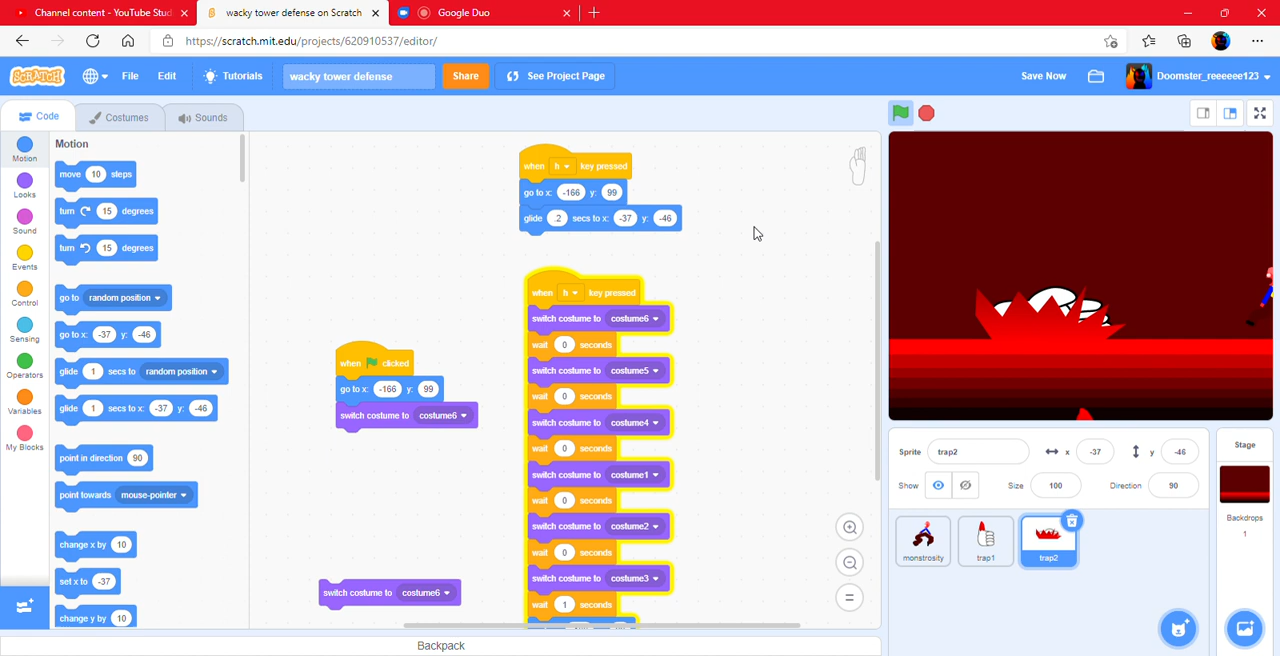 Channel content - YouTube Stud
wacky tower defense on Scratch
Google Duo
https://scratch.mit.edu/projects/620910537/editor/
SCRATCH
File
Edit
Tutorials
wacky tower defense
Share
See Project Page
Save Now
Doomster_reeeeee123
Code
Costumes
Sounds
Motion
Looks
Sound
Events
Control
Sensing
Operators
Variables
My Blocks
Motion
move 10 steps
turn 15 degrees
turn 15 degrees
go to random position
go to x: -37 y: -46
glide 1 secs to random position
glide 1 secs to x: -37 y: -46
point in direction 90
point towards mouse-pointer
change x by 10
set x to -37
change y by 10
when h key pressed
go to x: -166 y: 99
glide .2 secs to x: -37 y: -46
when clicked
go to x: -166 y: 99
switch costume to costume6
switch costume to costume6
when h key pressed
switch costume to costume6
wait 0 seconds
switch costume to costume5
wait 0 seconds
switch costume to costume4
wait 0 seconds
switch costume to costume1
wait 0 seconds
switch costume to costume2
wait 0 seconds
switch costume to costume3
wait 1 seconds
Backpack
Sprite trap2 x -37 y -46
Show Size 100 Direction 90
monstrosity
trap1
trap2
Stage
Backdrops
1